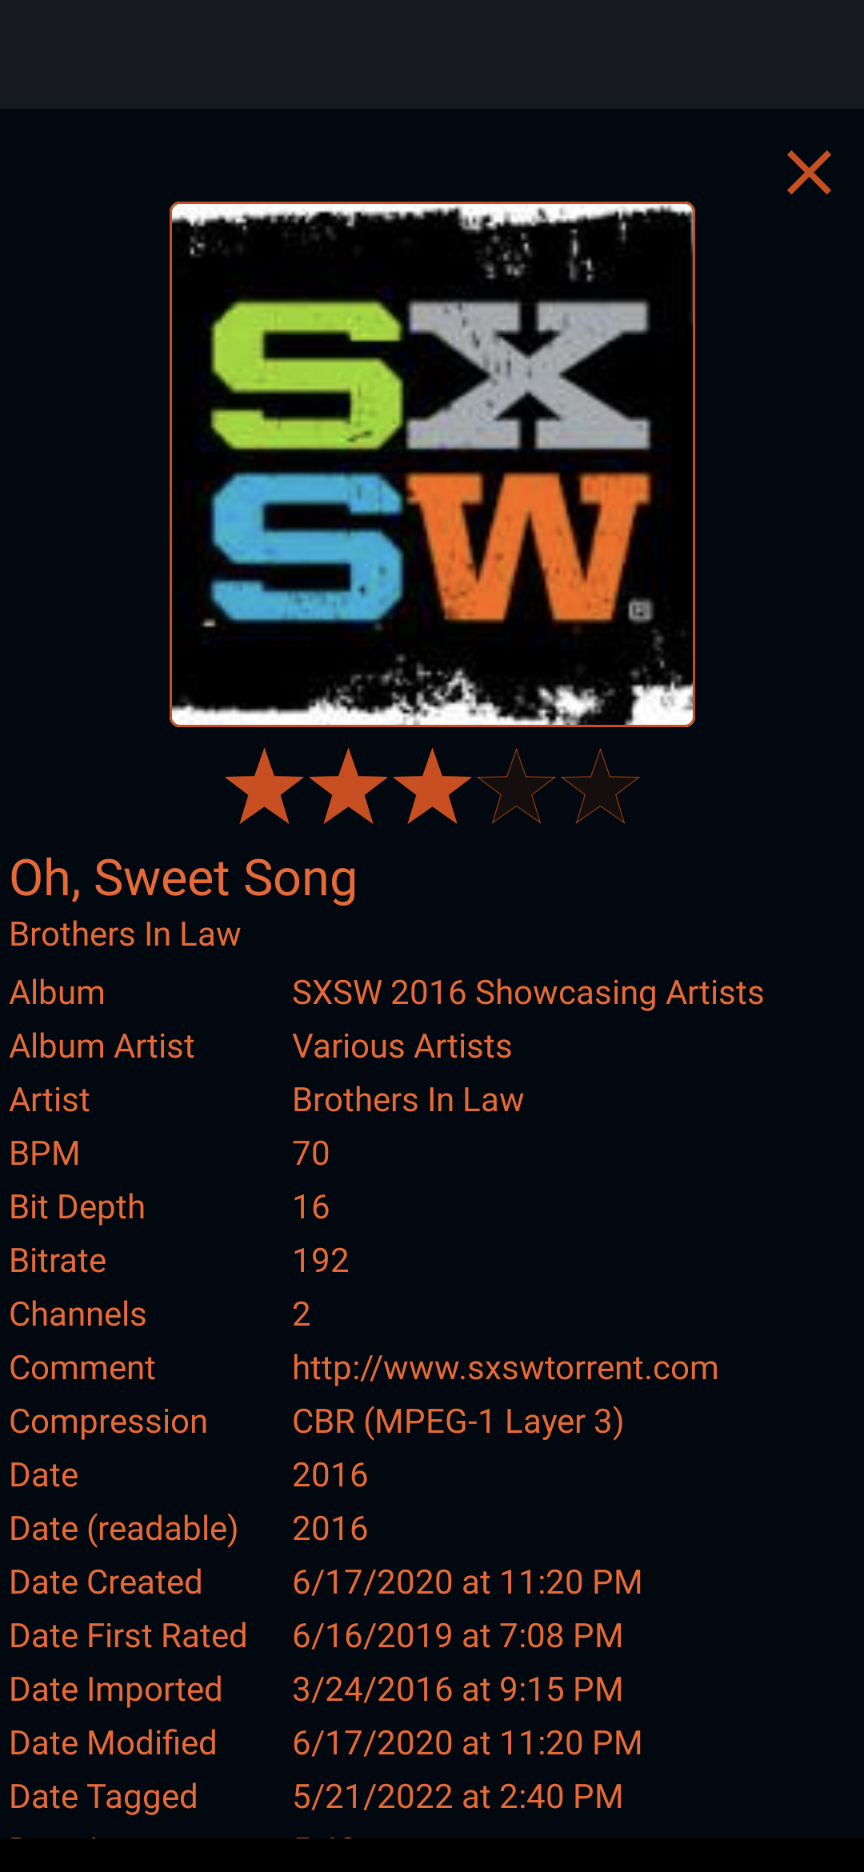 SX
SW
Oh, Sweet Song
Brothers In Law
Album SXSW 2016 Showcasing Artists
Album Artist Various Artists
Artist Brothers In Law
BPM 70
Bit Depth 16
Bitrate 192
Channels 2
Comment http://www.sxswtorrent.com
Compression CBR (MPEG-1 Layer 3)
Date 2016
Date (readable) 2016
Date Created 6/17/2020 at 11:20 PM
Date First Rated 6/16/2019 at 7:08 PM
Date Imported 3/24/2016 at 9:15 PM
Date Modified 6/17/2020 at 11:20 PM
Date Tagged 5/21/2022 at 2:40 PM